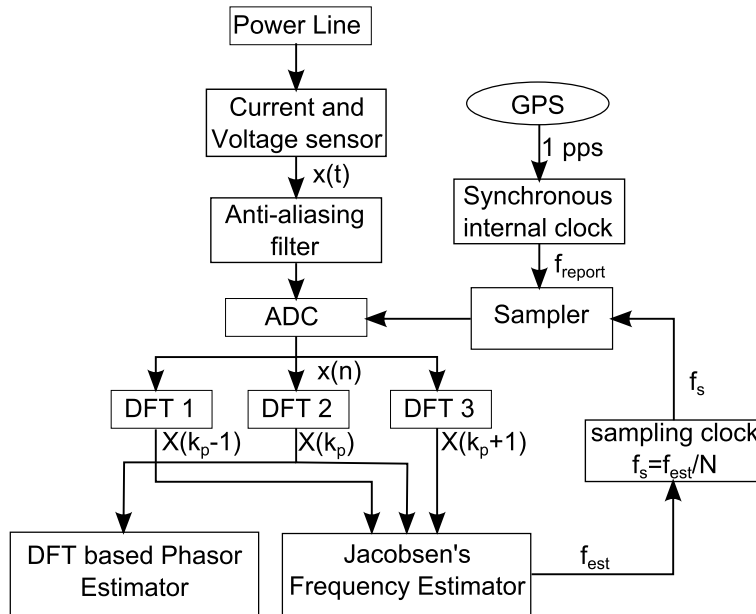 Power Line
Current and
Voltage sensor
x(t)
Anti-aliasing
filter
GPS
1 pps
Synchronous
internal clock
f_report
ADC
Sampler
x(n)
DFT 1
DFT 2
DFT 3
X(k_p-1)
X(k_p)
X(k_p+1)
f_s
sampling clock
f_s=f_est/N
DFT based Phasor
Estimator
Jacobsen's
Frequency Estimator
f_est